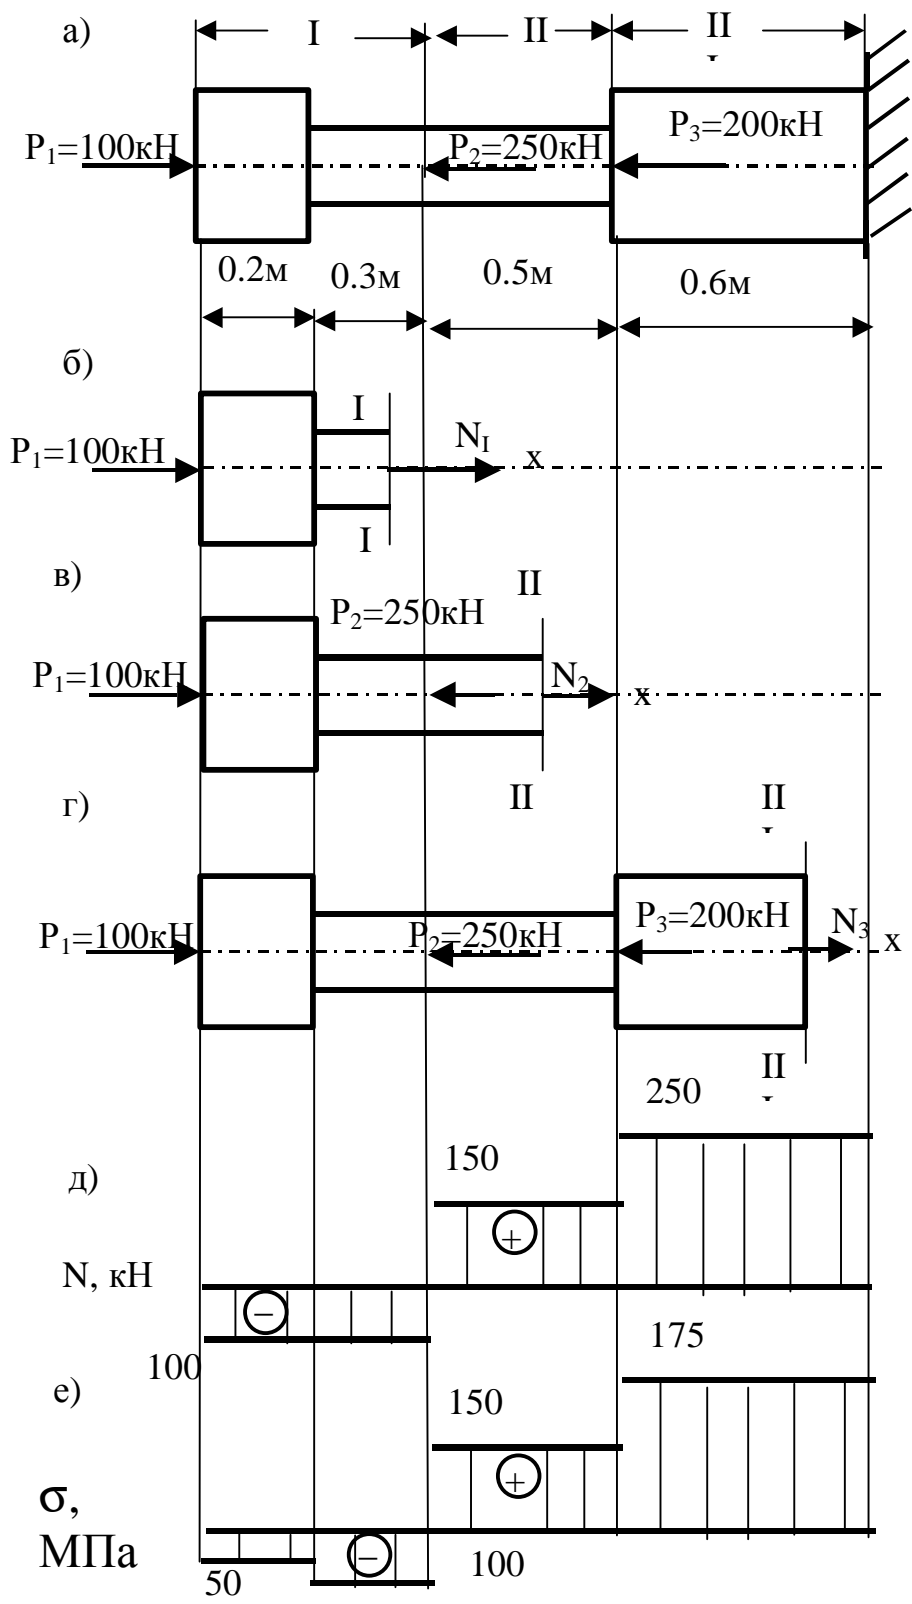 а)
I
II
II
P₁=100кН
P₂=250кН
P₃=200кН
0.2м
0.3м
0.5м
0.6м
б)
I
P₁=100кН
N_I
x
I
в)
II
P₂=250кН
P₁=100кН
N₂
x
II
г)
II
P₁=100кН
P₂=250кН
P₃=200кН
N₃
x
II
250
150
д)
+
N, кН
−
100
175
е)
150
+
σ,
МПа
−
50
100